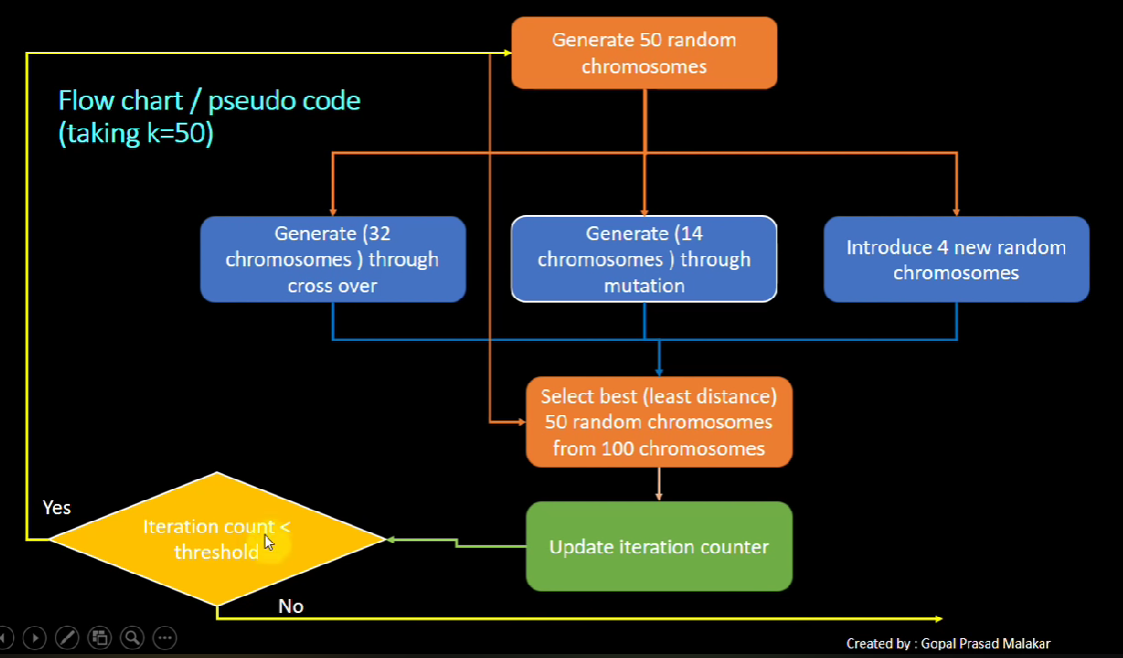 Generate 50 random
chromosomes
Flow chart / pseudo code
(taking k=50)
Generate (32
chromosomes ) through
cross over
Generate (14
chromosomes ) through
mutation
Introduce 4 new random
chromosomes
Select best (least distance)
50 random chromosomes
from 100 chromosomes
Yes
Iteration count <
threshold
Update iteration counter
No
Created by : Gopal Prasad Malakar